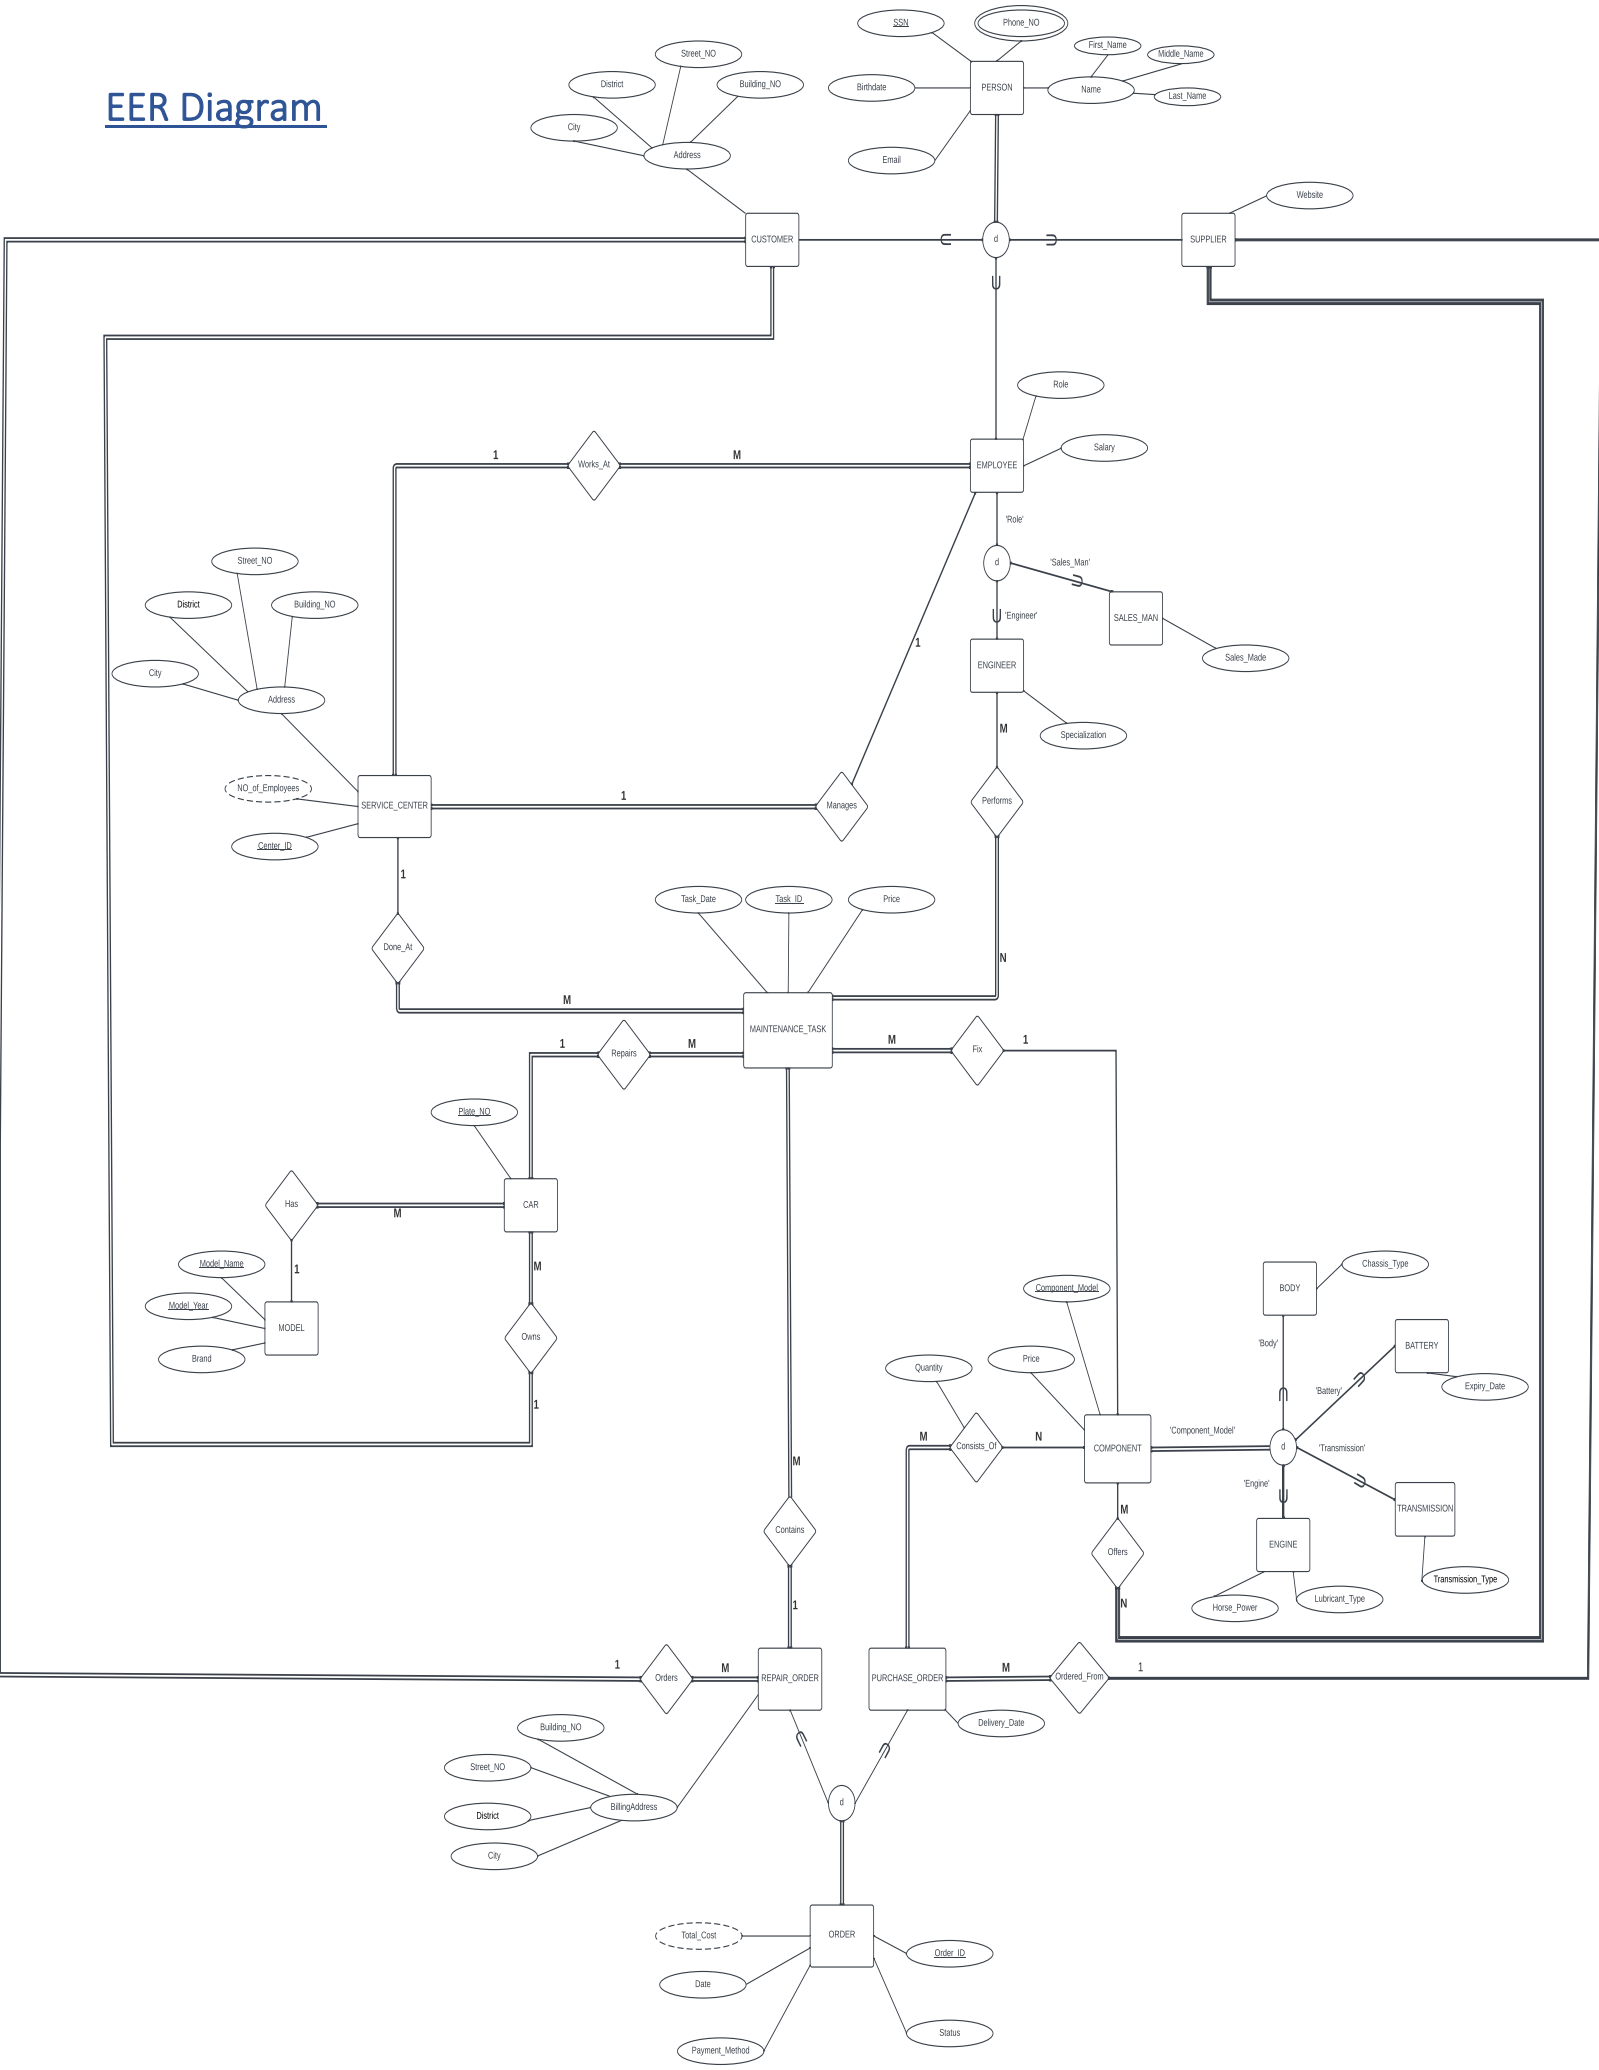 EER Diagram
SSN
Phone_NO
First_Name
Middle_Name
Last_Name
Name
PERSON
Birthdate
Email
Street_NO
District
Building_NO
City
Address
CUSTOMER
d
SUPPLIER
Website
Role
Salary
EMPLOYEE
1
Works_At
M
'Role'
d
'Sales_Man'
'Engineer'
SALES_MAN
Sales_Made
ENGINEER
Specialization
M
1
Street_NO
District
Building_NO
City
Address
NO_of_Employees
SERVICE_CENTER
Center_ID
1
Manages
Performs
N
1
Done_At
M
Task_Date
Task_ID
Price
MAINTENANCE_TASK
1
Repairs
M
M
Fix
1
Plate_NO
CAR
Has
M
1
Model_Name
Model_Year
Brand
MODEL
M
Owns
1
Component_Model
Price
Quantity
M
Consists_Of
N
COMPONENT
'Component_Model'
d
BODY
Chassis_Type
'Body'
BATTERY
Expiry_Date
'Battery'
'Transmission'
TRANSMISSION
Transmission_Type
'Engine'
ENGINE
Horse_Power
Lubricant_Type
M
Offers
N
M
Contains
1
1
Orders
M
REPAIR_ORDER
PURCHASE_ORDER
M
Ordered_From
1
Delivery_Date
Building_NO
Street_NO
District
City
BillingAddress
d
ORDER
Total_Cost
Date
Payment_Method
Order_ID
Status